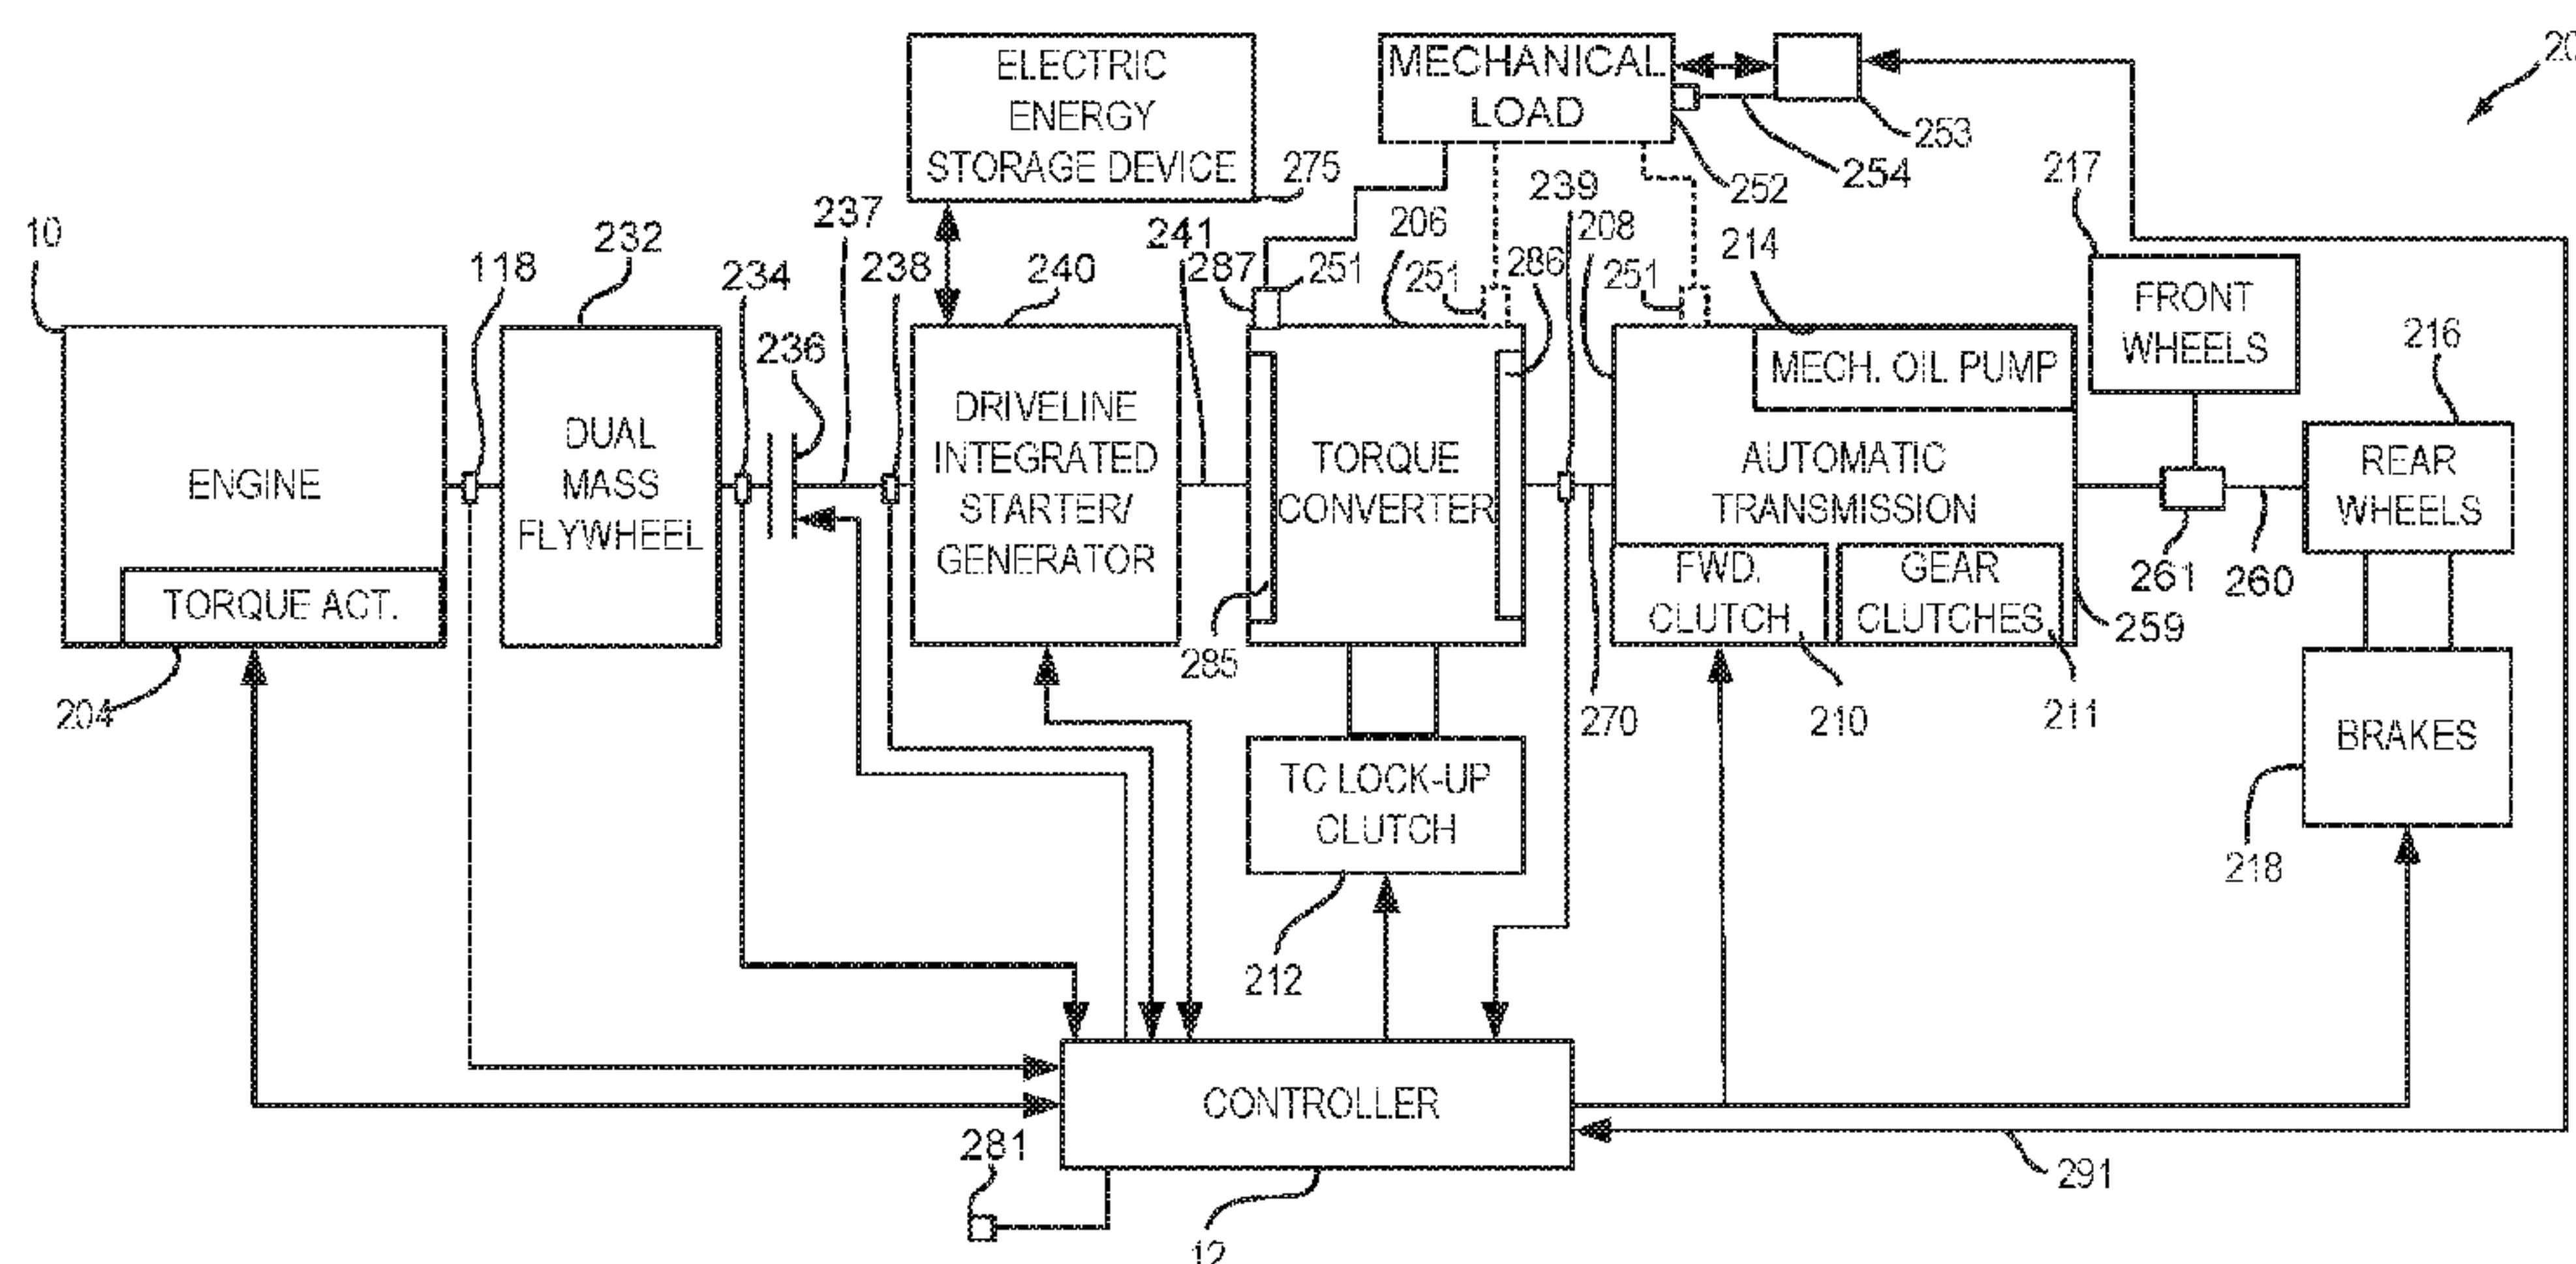 20
ELECTRIC
ENERGY
STORAGE DEVICE
275
MECHANICAL
LOAD
252
254
253
10
118
232
234
236
237
238
240
241
287
251
206
251
286
239
208
251
214
217
216
ENGINE
TORQUE ACT.
204
DUAL
MASS
FLYWHEEL
DRIVELINE
INTEGRATED
STARTER/
GENERATOR
TORQUE
CONVERTER
285
MECH. OIL PUMP
AUTOMATIC
TRANSMISSION
FWD.
CLUTCH
GEAR
CLUTCHES
FRONT
WHEELS
REAR
WHEELS
261
260
259
270
210
211
TC LOCK-UP
CLUTCH
212
BRAKES
218
CONTROLLER
281
12
291